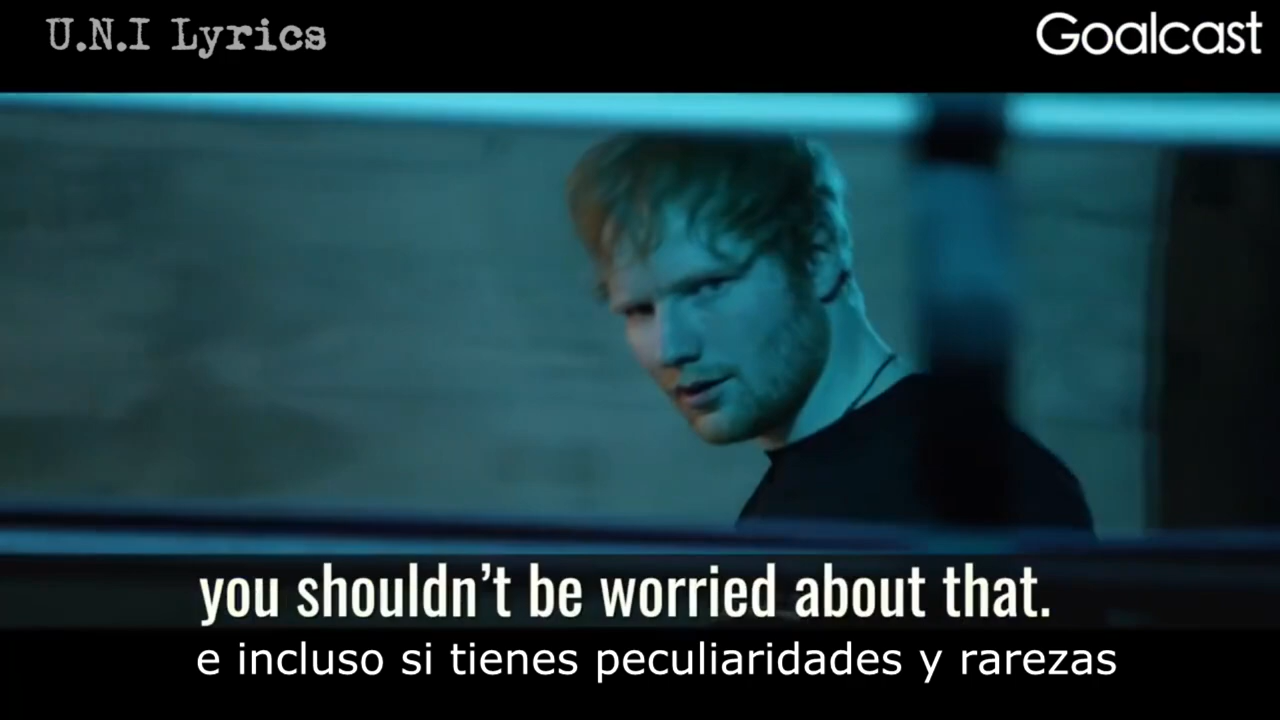 U.N.I Lyrics
Goalcast
you shouldn't be worried about that.
e incluso si tienes peculiaridades y rarezas